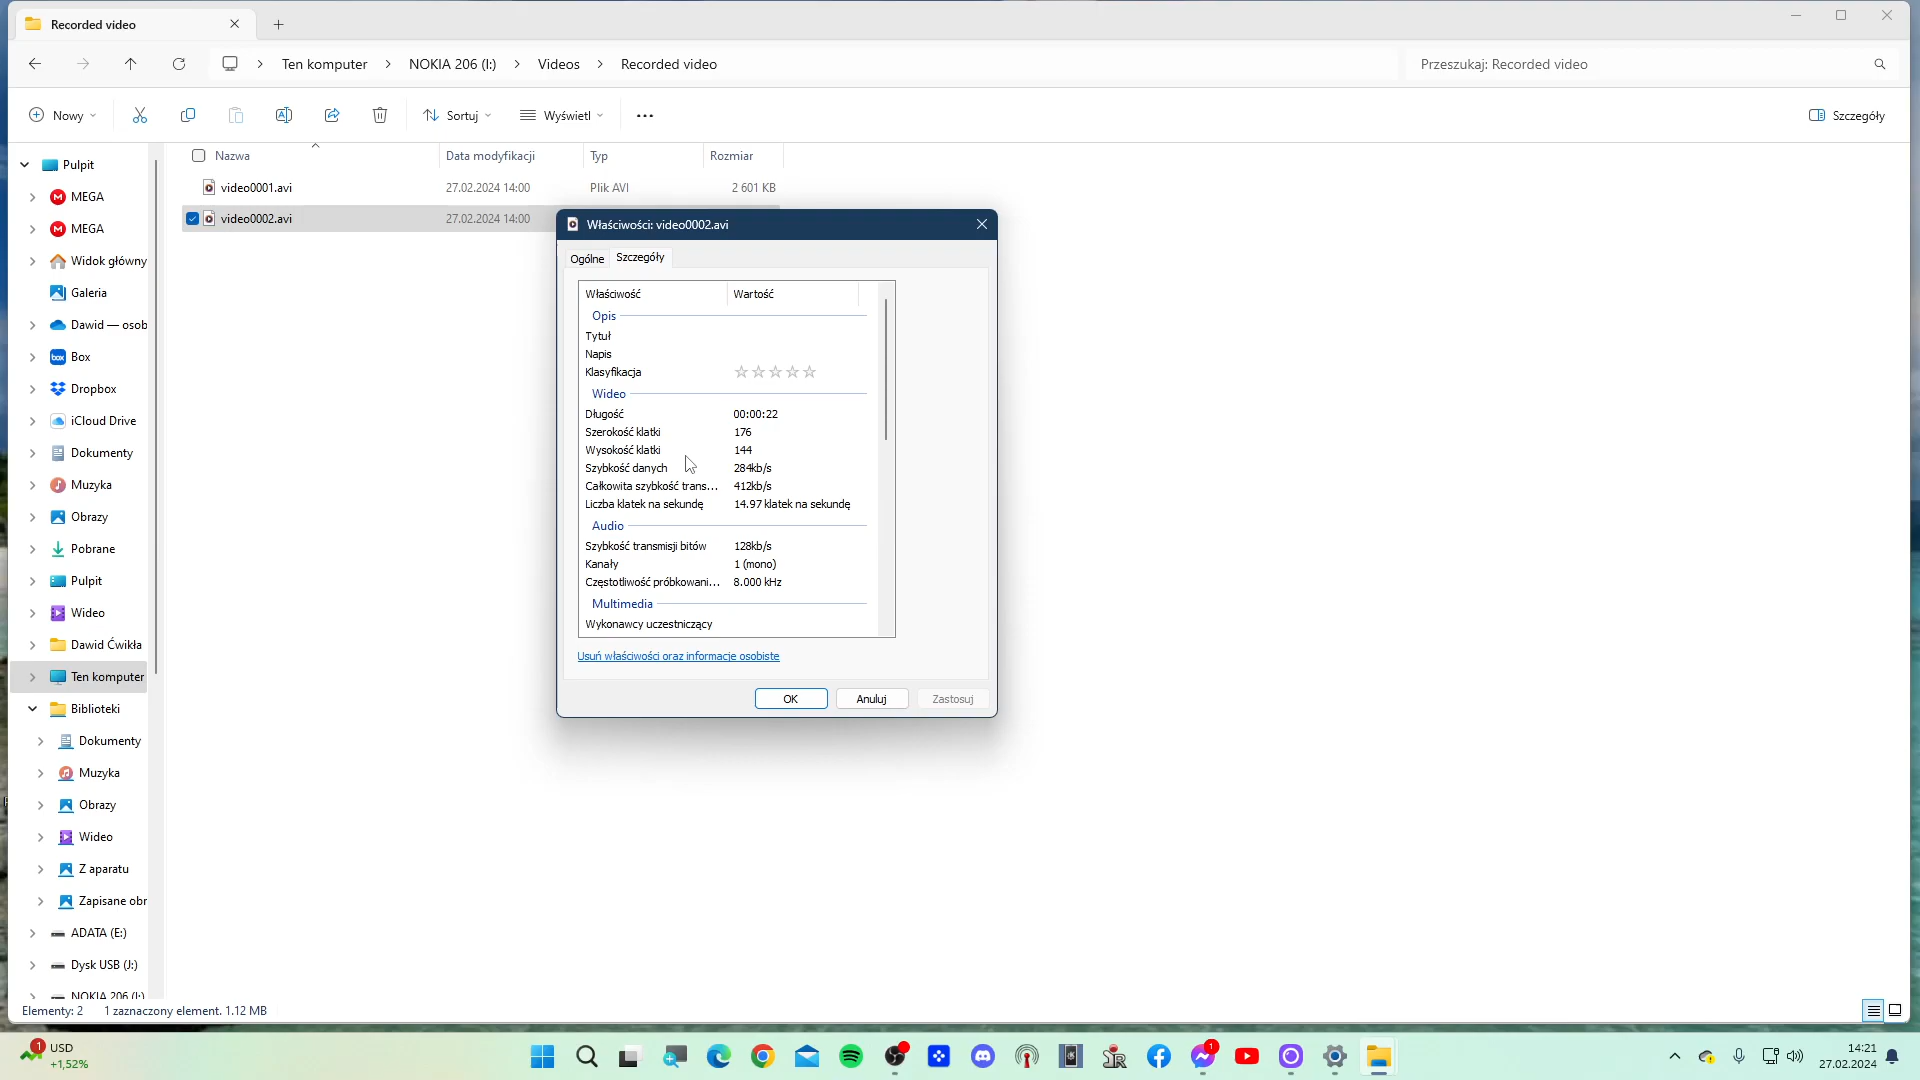 Recorded video
Ten komputer
NOKIA 206 (I:)
Videos
Recorded video
Przeszukaj: Recorded video
Nowy
Sortuj
Wyświetl
Szczegóły
Pulpit
MEGA
MEGA
Widok główny
Galeria
Dawid — osob
Box
Dropbox
iCloud Drive
Dokumenty
Muzyka
Obrazy
Pobrane
Pulpit
Wideo
Dawid Ćwikła
Ten komputer
Biblioteki
Dokumenty
Muzyka
Obrazy
Wideo
Z aparatu
Zapisane obr
ADATA (E:)
Dysk USB (J:)
NOKIA 206 (I:)
Nazwa Data modyfikacji Typ Rozmiar
video0001.avi 27.02.2024 14:00 Plik AVI 2 601 KB
video0002.avi 27.02.2024 14:00
Właściwości: video0002.avi
Ogólne Szczegóły
Właściwość Wartość
Opis
Tytuł
Napis
Klasyfikacja
Wideo
Długość 00:00:22
Szerokość klatki 176
Wysokość klatki 144
Szybkość danych 284kb/s
Całkowita szybkość trans... 412kb/s
Liczba klatek na sekundę 14.97 klatek na sekundę
Audio
Szybkość transmisji bitów 128kb/s
Kanały 1 (mono)
Częstotliwość próbkowani... 8.000 kHz
Multimedia
Wykonawcy uczestniczący
Usuń właściwości oraz informacje osobiste
OK Anuluj Zastosuj
Elementy: 2 1 zaznaczony element. 1.12 MB
1
USD
+1,52%
box
1
14:21
27.02.2024